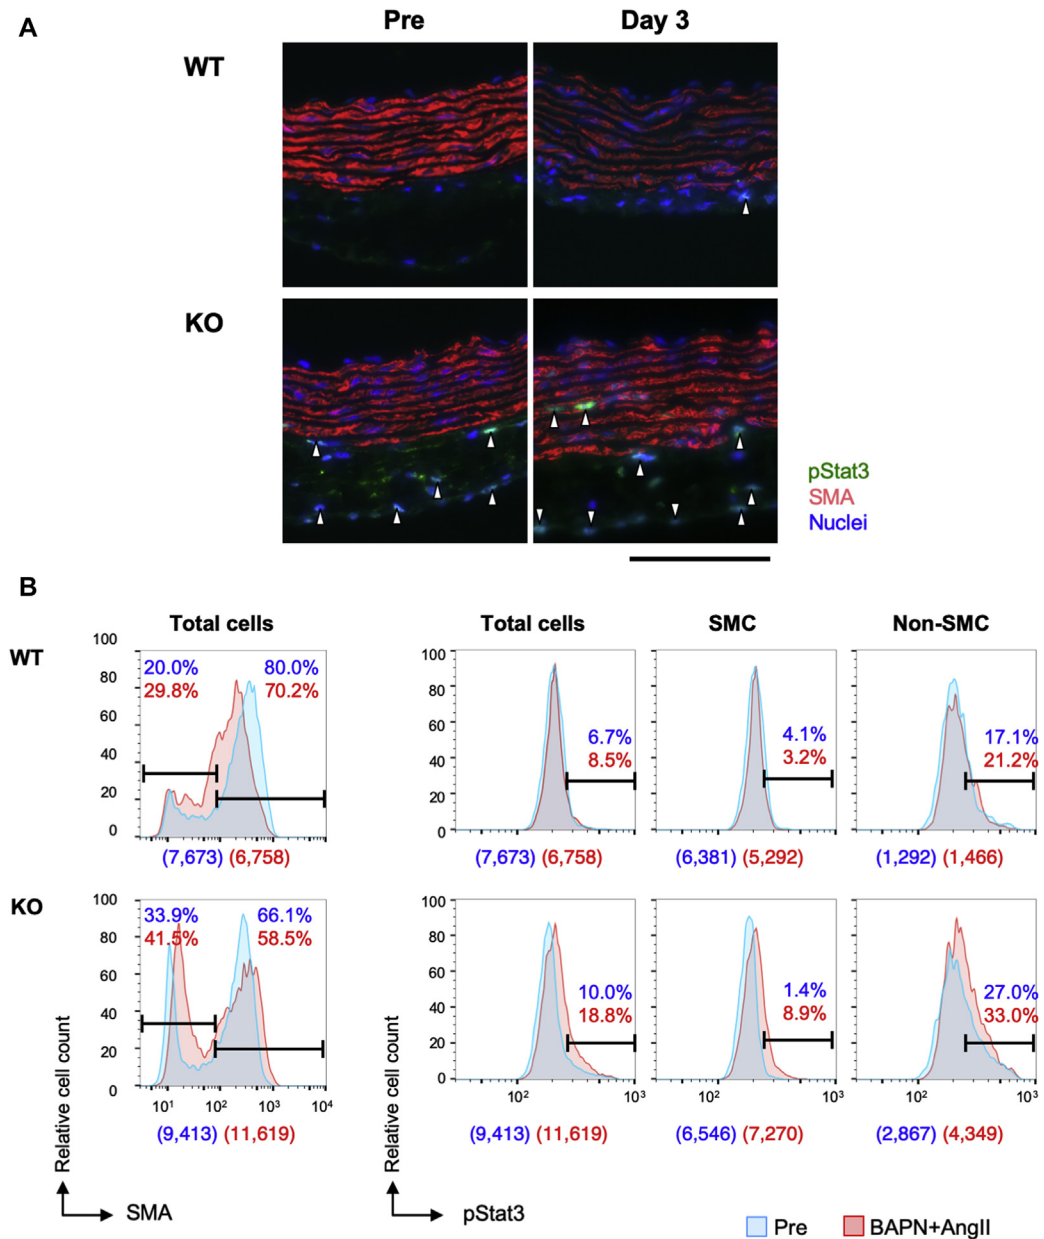 A
Pre
Day 3
WT
KO
pStat3
SMA
Nuclei
B
Total cells
Total cells
SMC
Non-SMC
WT
100
80
60
40
20
0
20.0%
80.0%
29.8%
70.2%
(7,673) (6,758)
100
80
60
40
20
0
6.7%
8.5%
(7,673) (6,758)
4.1%
3.2%
(6,381) (5,292)
17.1%
21.2%
(1,292) (1,466)
KO
100
80
60
40
20
0
33.9%
66.1%
41.5%
58.5%
10¹
10²
10³
10⁴
(9,413) (11,619)
100
80
60
40
20
0
10.0%
18.8%
10²
10³
(9,413) (11,619)
1.4%
8.9%
10²
10³
(6,546) (7,270)
27.0%
33.0%
10²
10³
(2,867) (4,349)
Relative cell count
SMA
Relative cell count
pStat3
Pre
BAPN+AngII